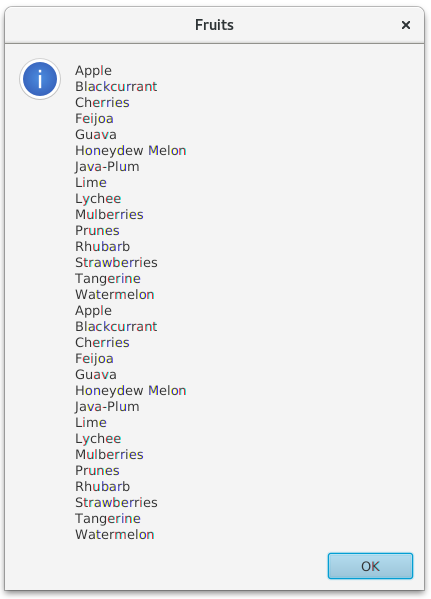 Fruits
Apple
Blackcurrant
Cherries
Feijoa
Guava
Honeydew Melon
Java-Plum
Lime
Lychee
Mulberries
Prunes
Rhubarb
Strawberries
Tangerine
Watermelon
Apple
Blackcurrant
Cherries
Feijoa
Guava
Honeydew Melon
Java-Plum
Lime
Lychee
Mulberries
Prunes
Rhubarb
Strawberries
Tangerine
Watermelon
OK